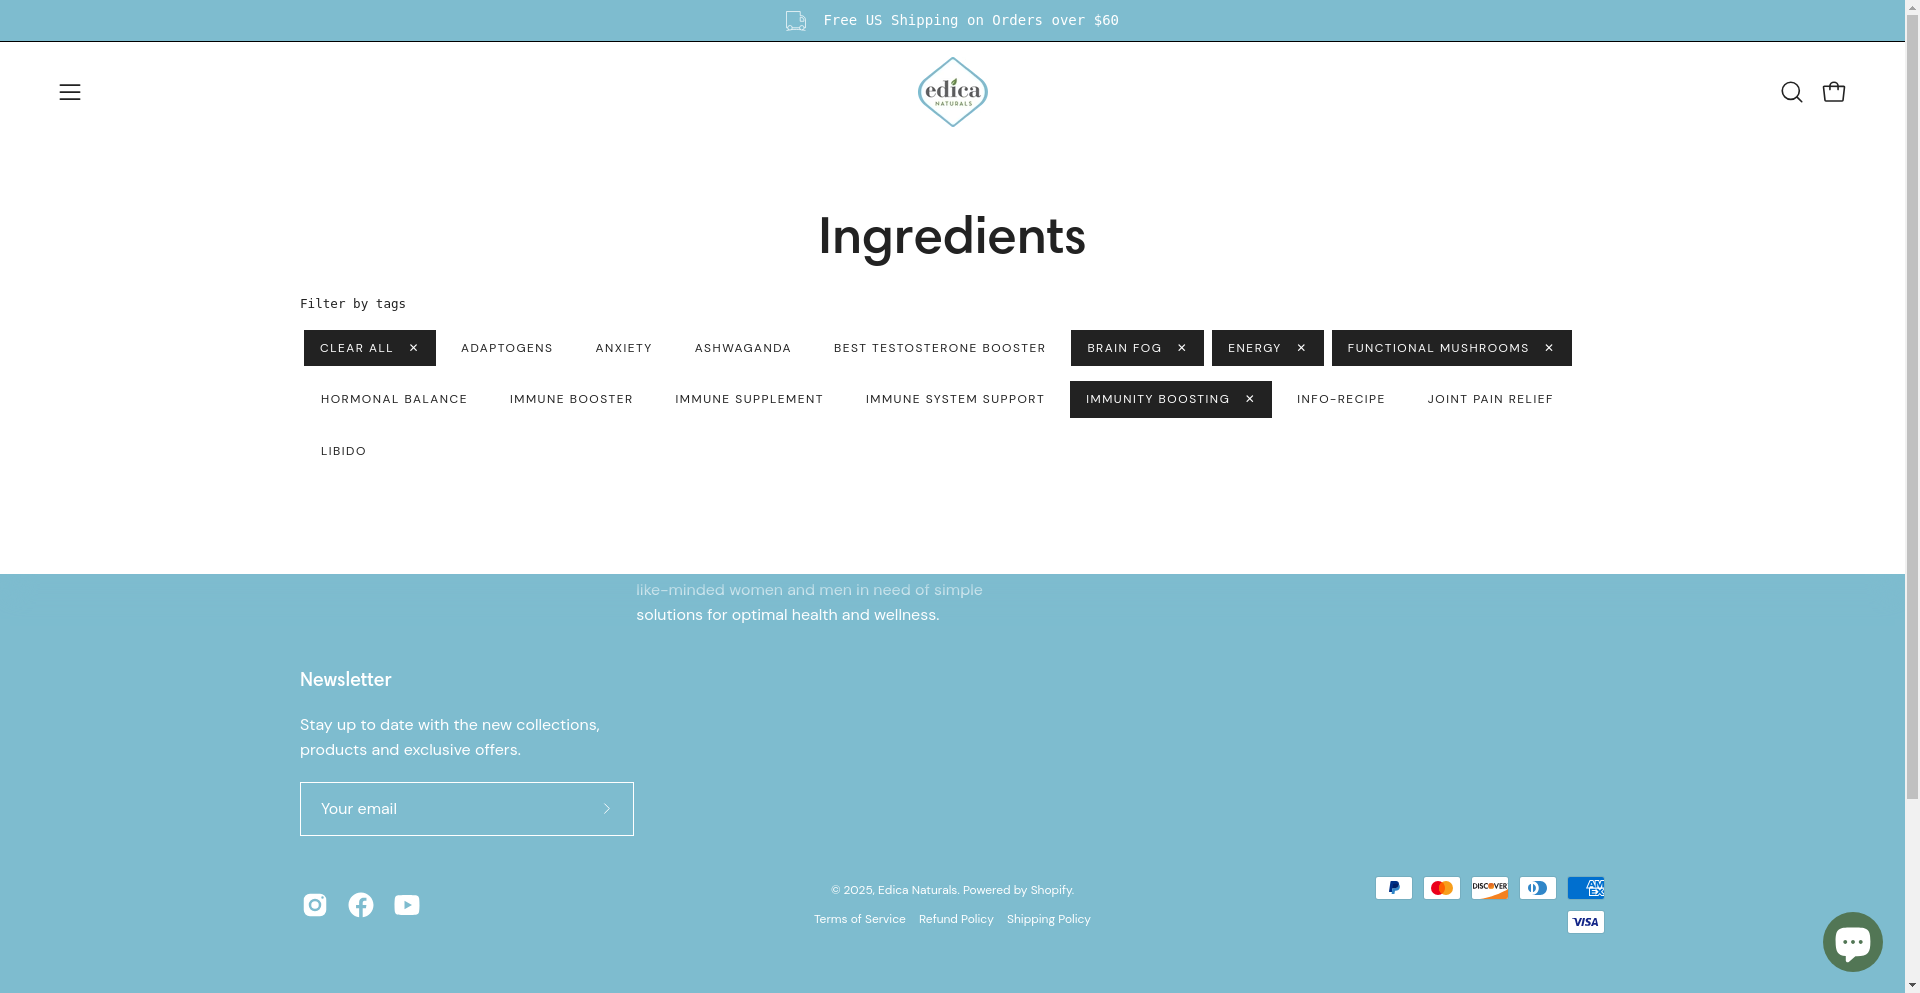 Free US Shipping on Orders over $60
edica
NATURALS
Ingredients
Filter by tags
CLEAR ALL ✕ ADAPTOGENS ANXIETY ASHWAGANDA BEST TESTOSTERONE BOOSTER BRAIN FOG ✕ ENERGY ✕ FUNCTIONAL MUSHROOMS ✕
HORMONAL BALANCE IMMUNE BOOSTER IMMUNE SUPPLEMENT IMMUNE SYSTEM SUPPORT IMMUNITY BOOSTING ✕ INFO-RECIPE JOINT PAIN RELIEF
LIBIDO
like-minded women and men in need of simple
solutions for optimal health and wellness.
Newsletter
Stay up to date with the new collections,
products and exclusive offers.
Your email
© 2025, Edica Naturals. Powered by Shopify.
Terms of Service Refund Policy Shipping Policy
DISCOVER
AM
EX
VISA